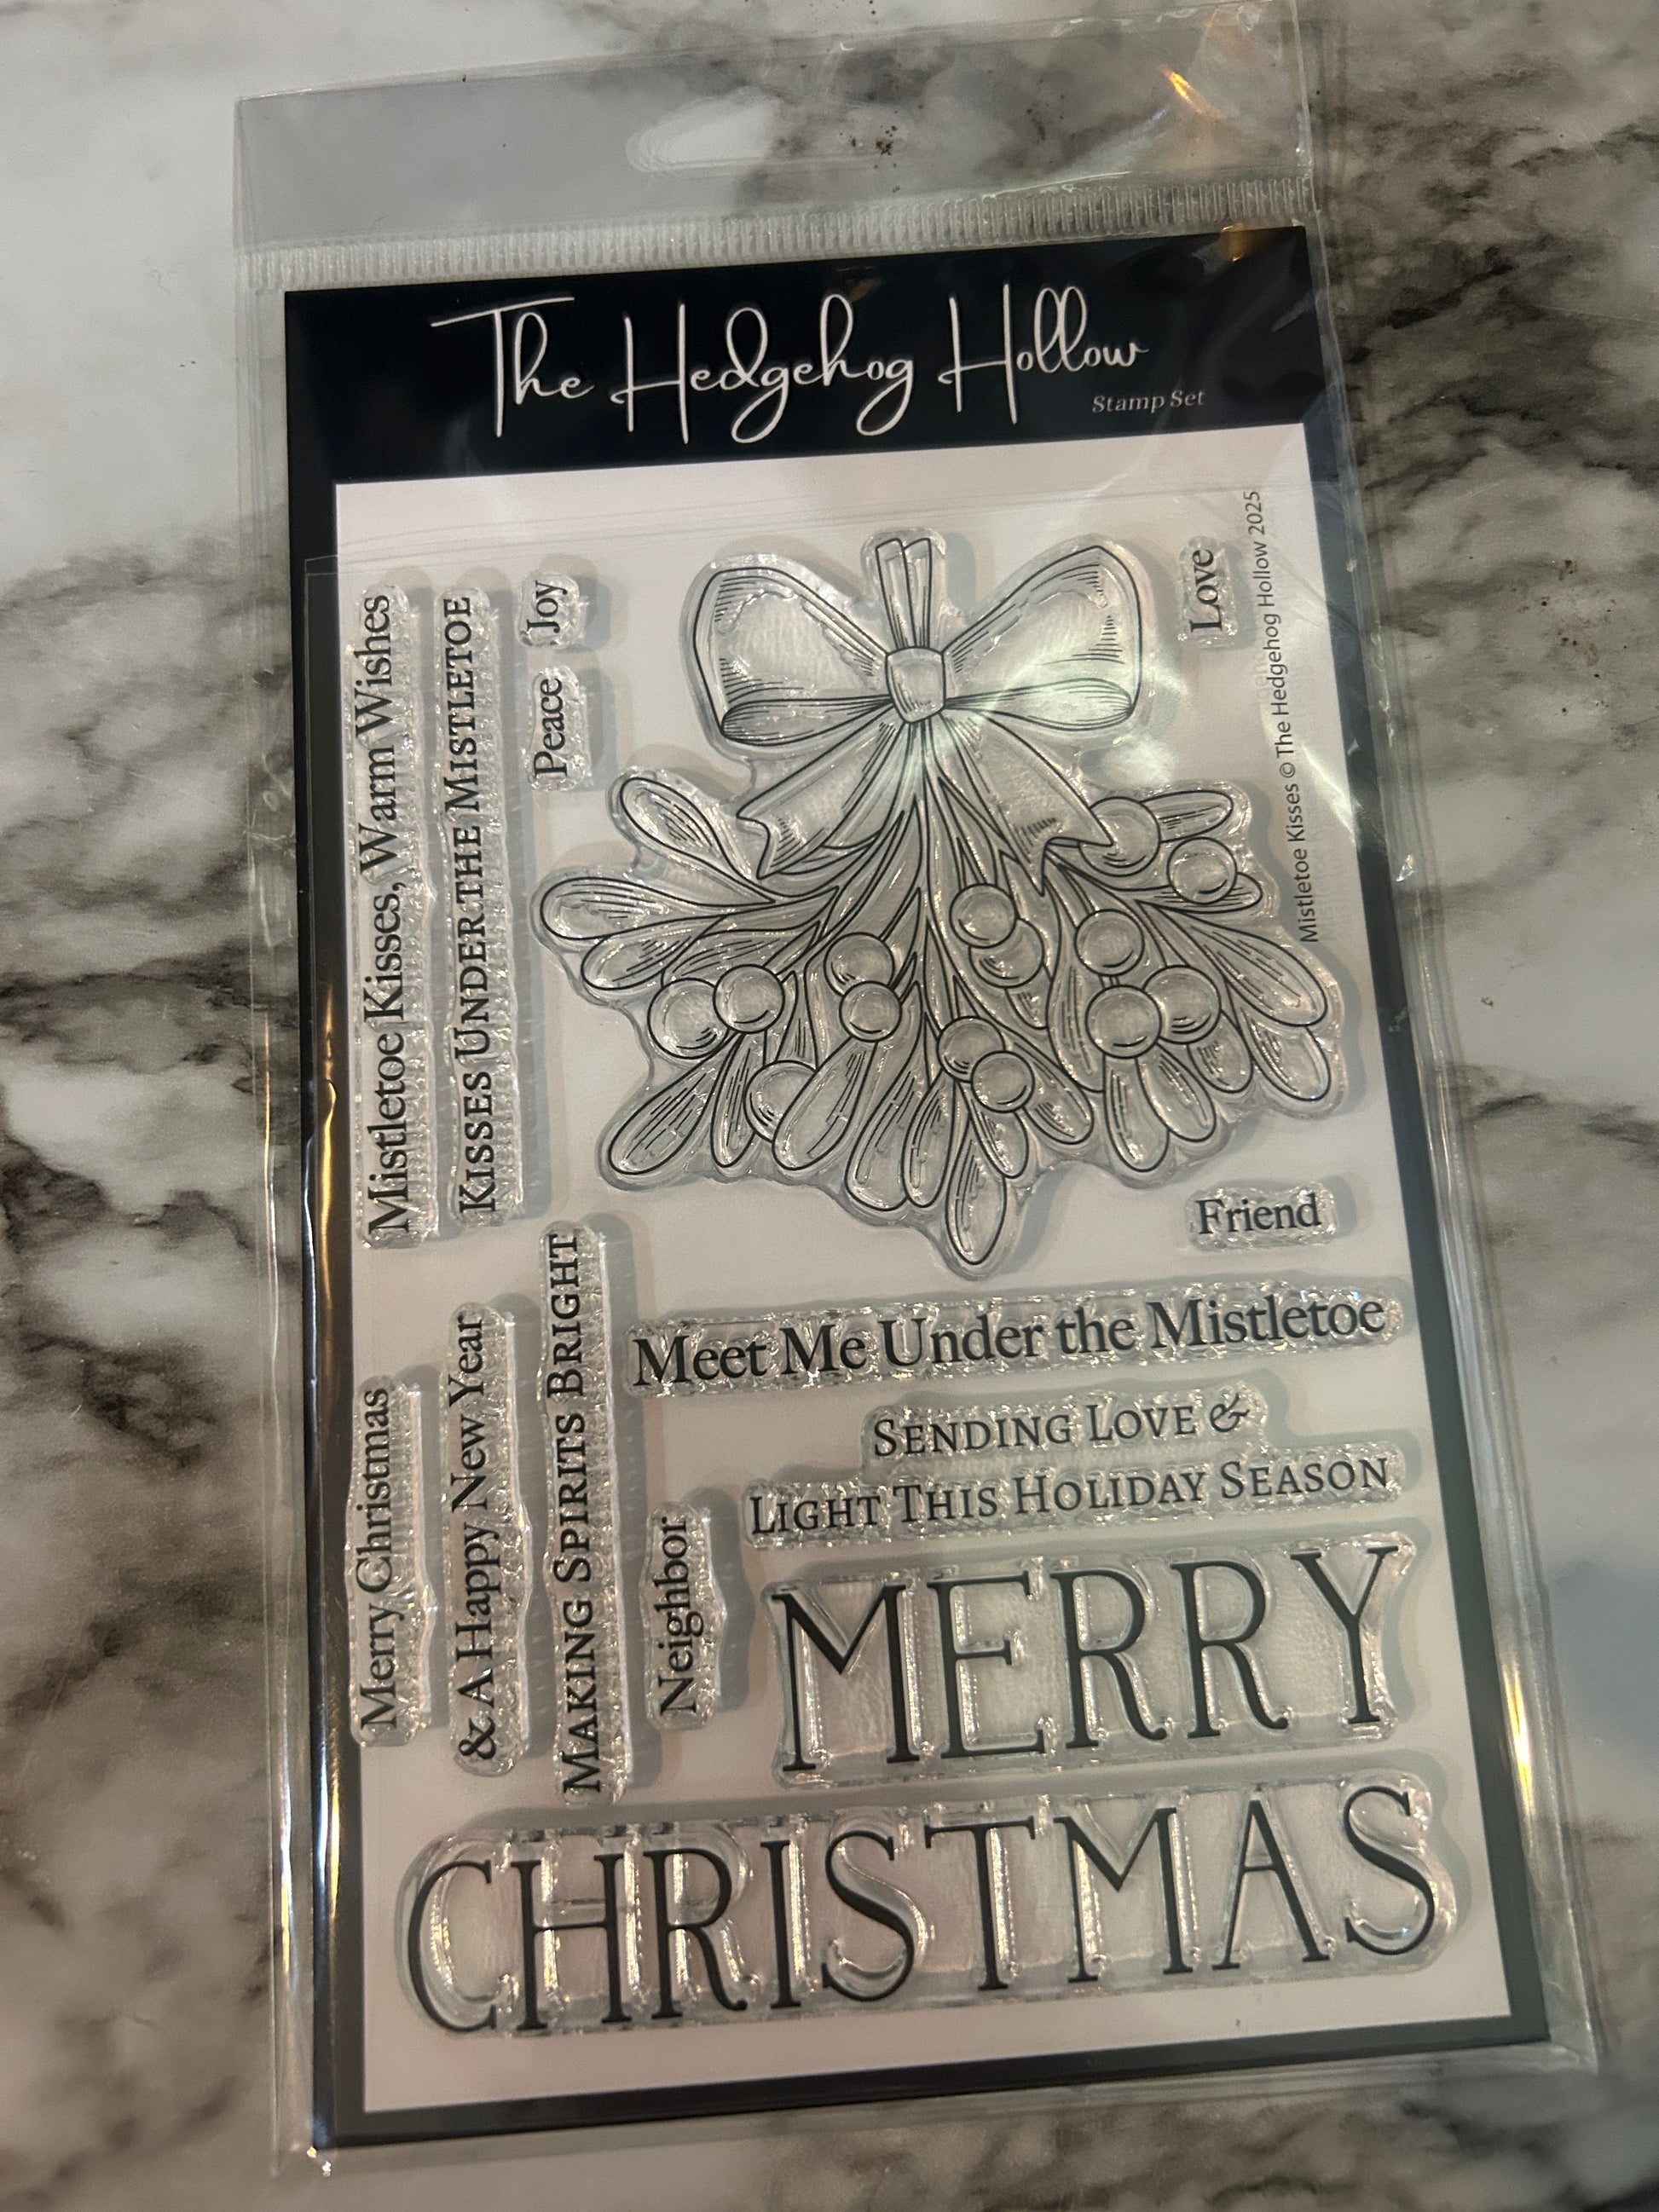 The Hedgehog Hollow
Stamp Set
Mistletoe Kisses, Warm Wishes
KISSES UNDER THE MISTLETOE
Peace
Joy
Love
Mistletoe Kisses © The Hedgehog Hollow 2025
Friend
Merry Christmas
& A Happy New Year
MAKING SPIRITS BRIGHT
Neighbor
Meet Me Under the Mistletoe
SENDING LOVE &
LIGHT THIS HOLIDAY SEASON
MERRY
CHRISTMAS